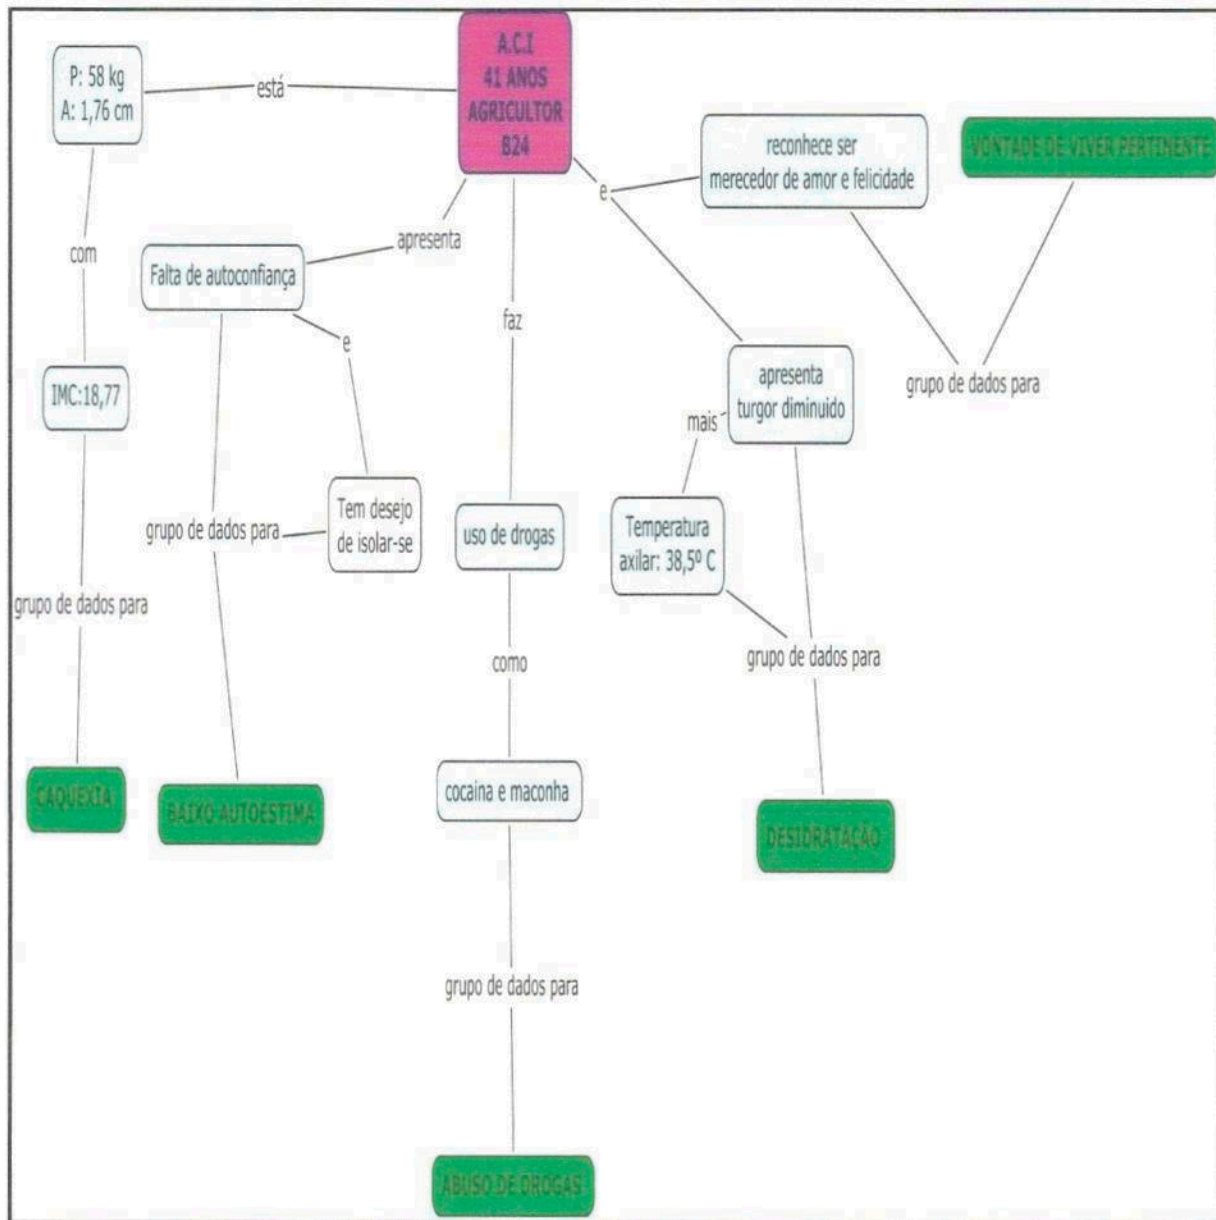 A.C.I
41 ANOS
AGRICULTOR
B24
está
P: 58 kg
A: 1,76 cm
com
IMC:18,77
grupo de dados para
CAQUEXIA
apresenta
Falta de autoconfiança
e
Tem desejo
de isolar-se
grupo de dados para
BAIXO AUTOESTIMA
faz
uso de drogas
como
cocaina e maconha
grupo de dados para
ABUSO DE DROGAS
e
reconhece ser
merecedor de amor e felicidade
grupo de dados para
VONTADE DE VIVER PERTINENTE
apresenta
turgor diminuido
mais
Temperatura
axilar: 38,5º C
grupo de dados para
DESIDRATAÇÃO